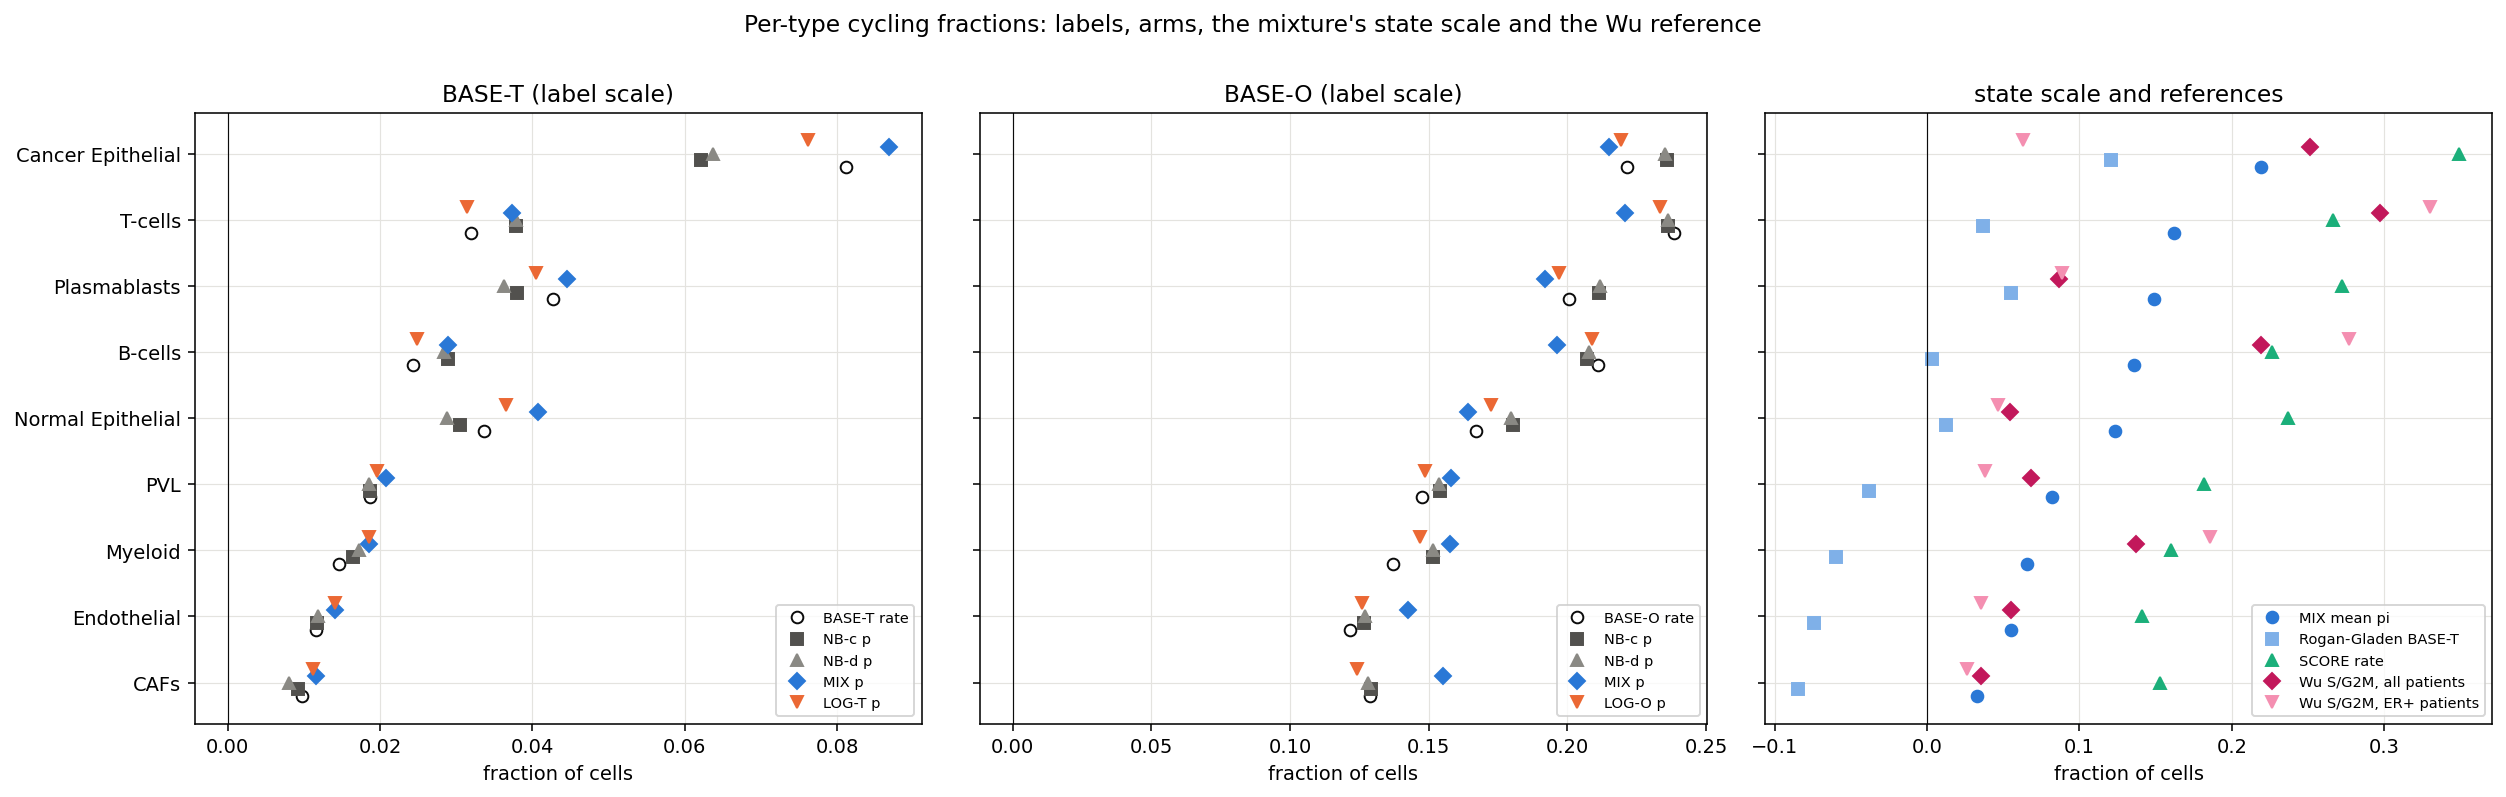 Per-type cycling fractions: labels, arms, the mixture's state scale and the Wu reference
BASE-T (label scale)
Cancer Epithelial
T-cells
Plasmablasts
B-cells
Normal Epithelial
PVL
Myeloid
Endothelial
CAFs
BASE-T rate
NB-c p
NB-d p
MIX p
LOG-T p
0.00 0.02 0.04 0.06 0.08
fraction of cells
BASE-O (label scale)
BASE-O rate
NB-c p
NB-d p
MIX p
LOG-O p
0.00 0.05 0.10 0.15 0.20 0.25
fraction of cells
state scale and references
MIX mean pi
Rogan-Gladen BASE-T
SCORE rate
Wu S/G2M, all patients
Wu S/G2M, ER+ patients
−0.1 0.0 0.1 0.2 0.3
fraction of cells